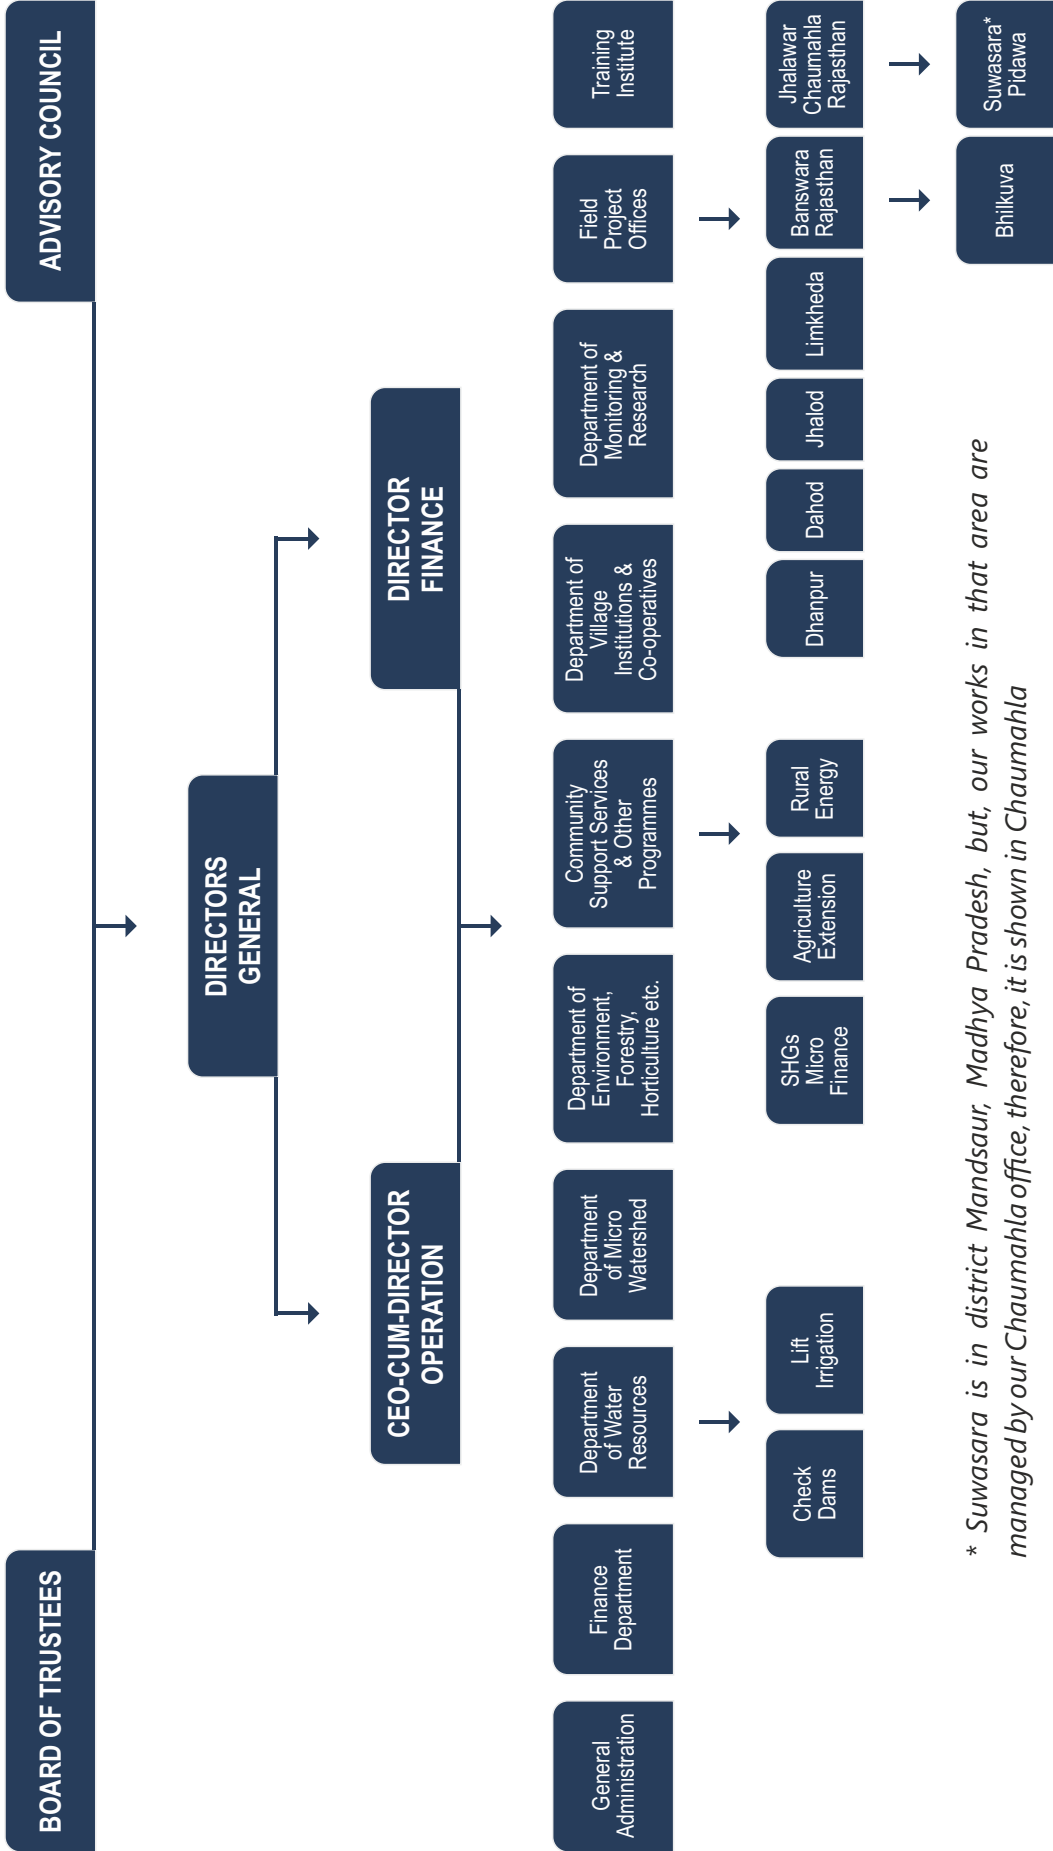 BOARD OF TRUSTEES
ADVISORY COUNCIL
DIRECTORS
GENERAL
CEO-CUM-DIRECTOR
OPERATION
DIRECTOR
FINANCE
General
Administration
Finance
Department
Department
of Water
Resources
Department
of Micro
Watershed
Department of
Environment,
Forestry,
Horticulture etc.
Community
Support Services
& Other
Programmes
Department of
Village
Institutions &
Co-operatives
Department of
Monitoring &
Research
Field
Project
Offices
Training
Institute
Check
Dams
Lift
Irrigation
SHGs
Micro
Finance
Agriculture
Extension
Rural
Energy
Dhanpur
Dahod
Jhalod
Limkheda
Banswara
Rajasthan
Jhalawar
Chaumahla
Rajasthan
Bhilkuva
Suwasara*
Pidawa
* Suwasara is in district Mandsaur, Madhya Pradesh, but, our works in that area are
managed by our Chaumahla office, therefore, it is shown in Chaumahla